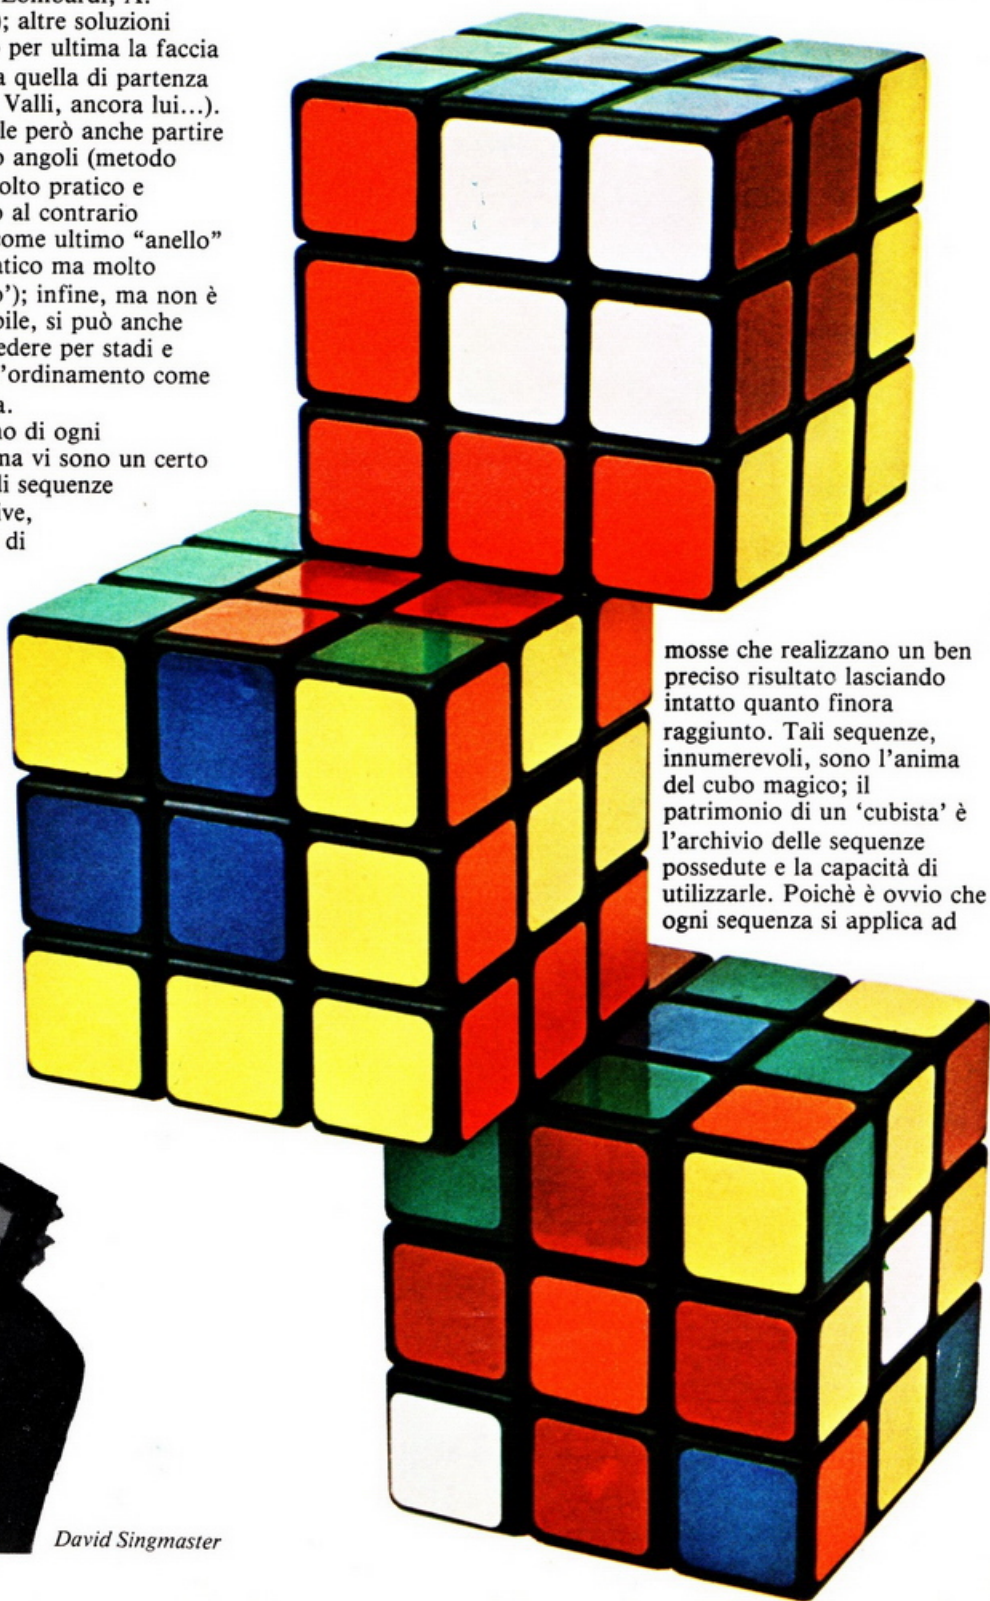 Lombardi, A.
); altre soluzioni
per ultima la faccia
a quella di partenza
Valli, ancora lui...).
le però anche partire
o angoli (metodo
olto pratico e
o al contrario
come ultimo “anello”
atico ma molto
o’); infine, ma non è
bile, si può anche
edere per stadi e
l’ordinamento come
a.
no di ogni
ma vi sono un certo
di sequenze
ive,
di
mosse che realizzano un ben
preciso risultato lasciando
intatto quanto finora
raggiunto. Tali sequenze,
innumerevoli, sono l’anima
del cubo magico; il
patrimonio di un ‘cubista’ è
l’archivio delle sequenze
possedute e la capacità di
utilizzarle. Poichè è ovvio che
ogni sequenza si applica ad
David Singmaster